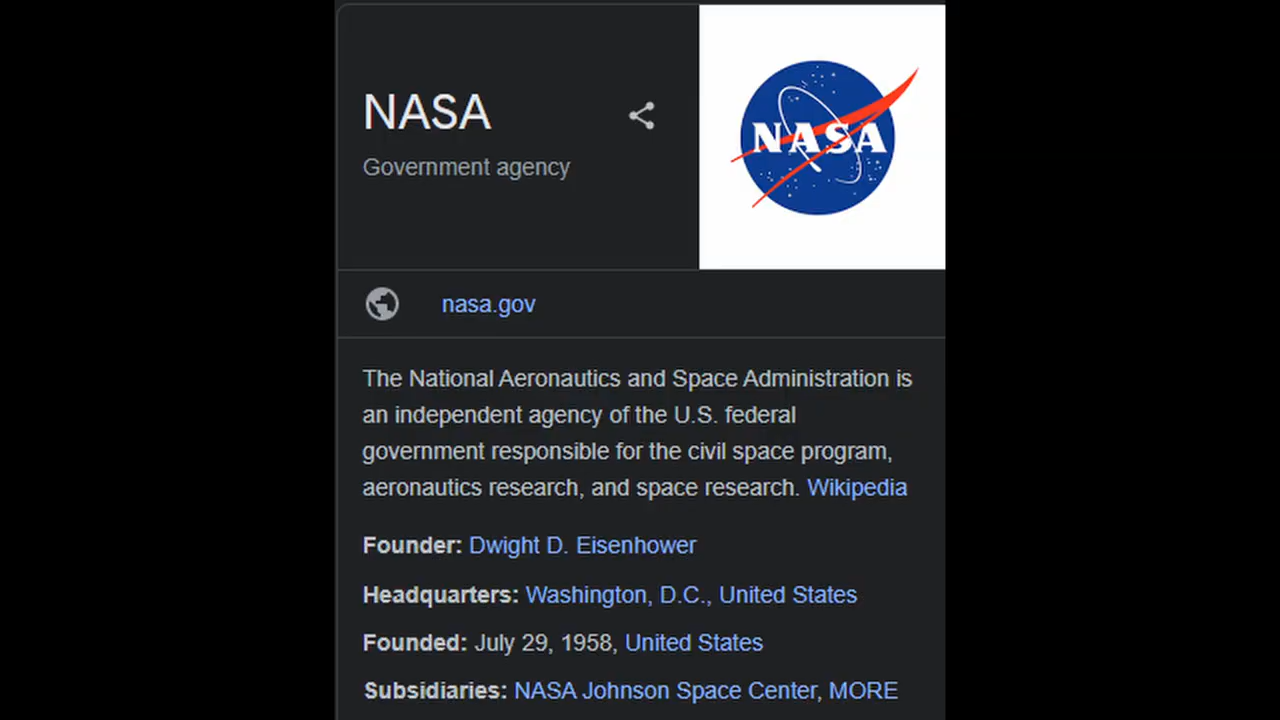 NASA
Government agency
NASA
nasa.gov
The National Aeronautics and Space Administration is
an independent agency of the U.S. federal
government responsible for the civil space program,
aeronautics research, and space research. Wikipedia
Founder: Dwight D. Eisenhower
Headquarters: Washington, D.C., United States
Founded: July 29, 1958, United States
Subsidiaries: NASA Johnson Space Center, MORE